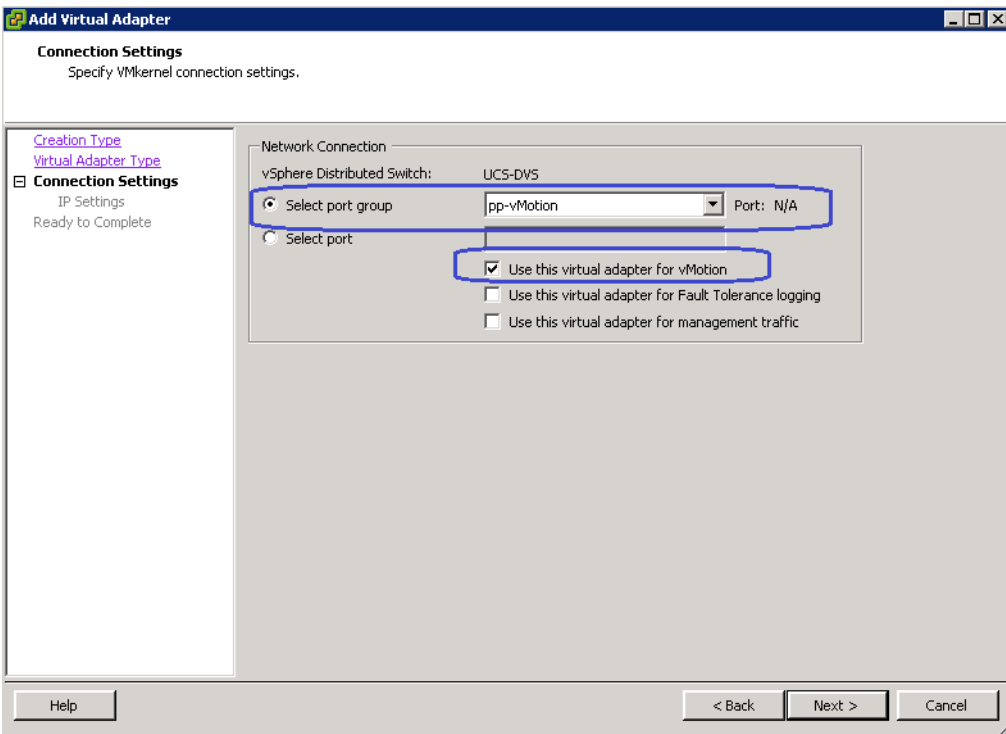 Add Virtual Adapter
Connection Settings
Specify VMkernel connection settings.
Creation Type
Virtual Adapter Type
Connection Settings
IP Settings
Ready to Complete
Network Connection
vSphere Distributed Switch: UCS-DVS
Select port group pp-vMotion Port: N/A
Select port
Use this virtual adapter for vMotion
Use this virtual adapter for Fault Tolerance logging
Use this virtual adapter for management traffic
Help < Back Next > Cancel